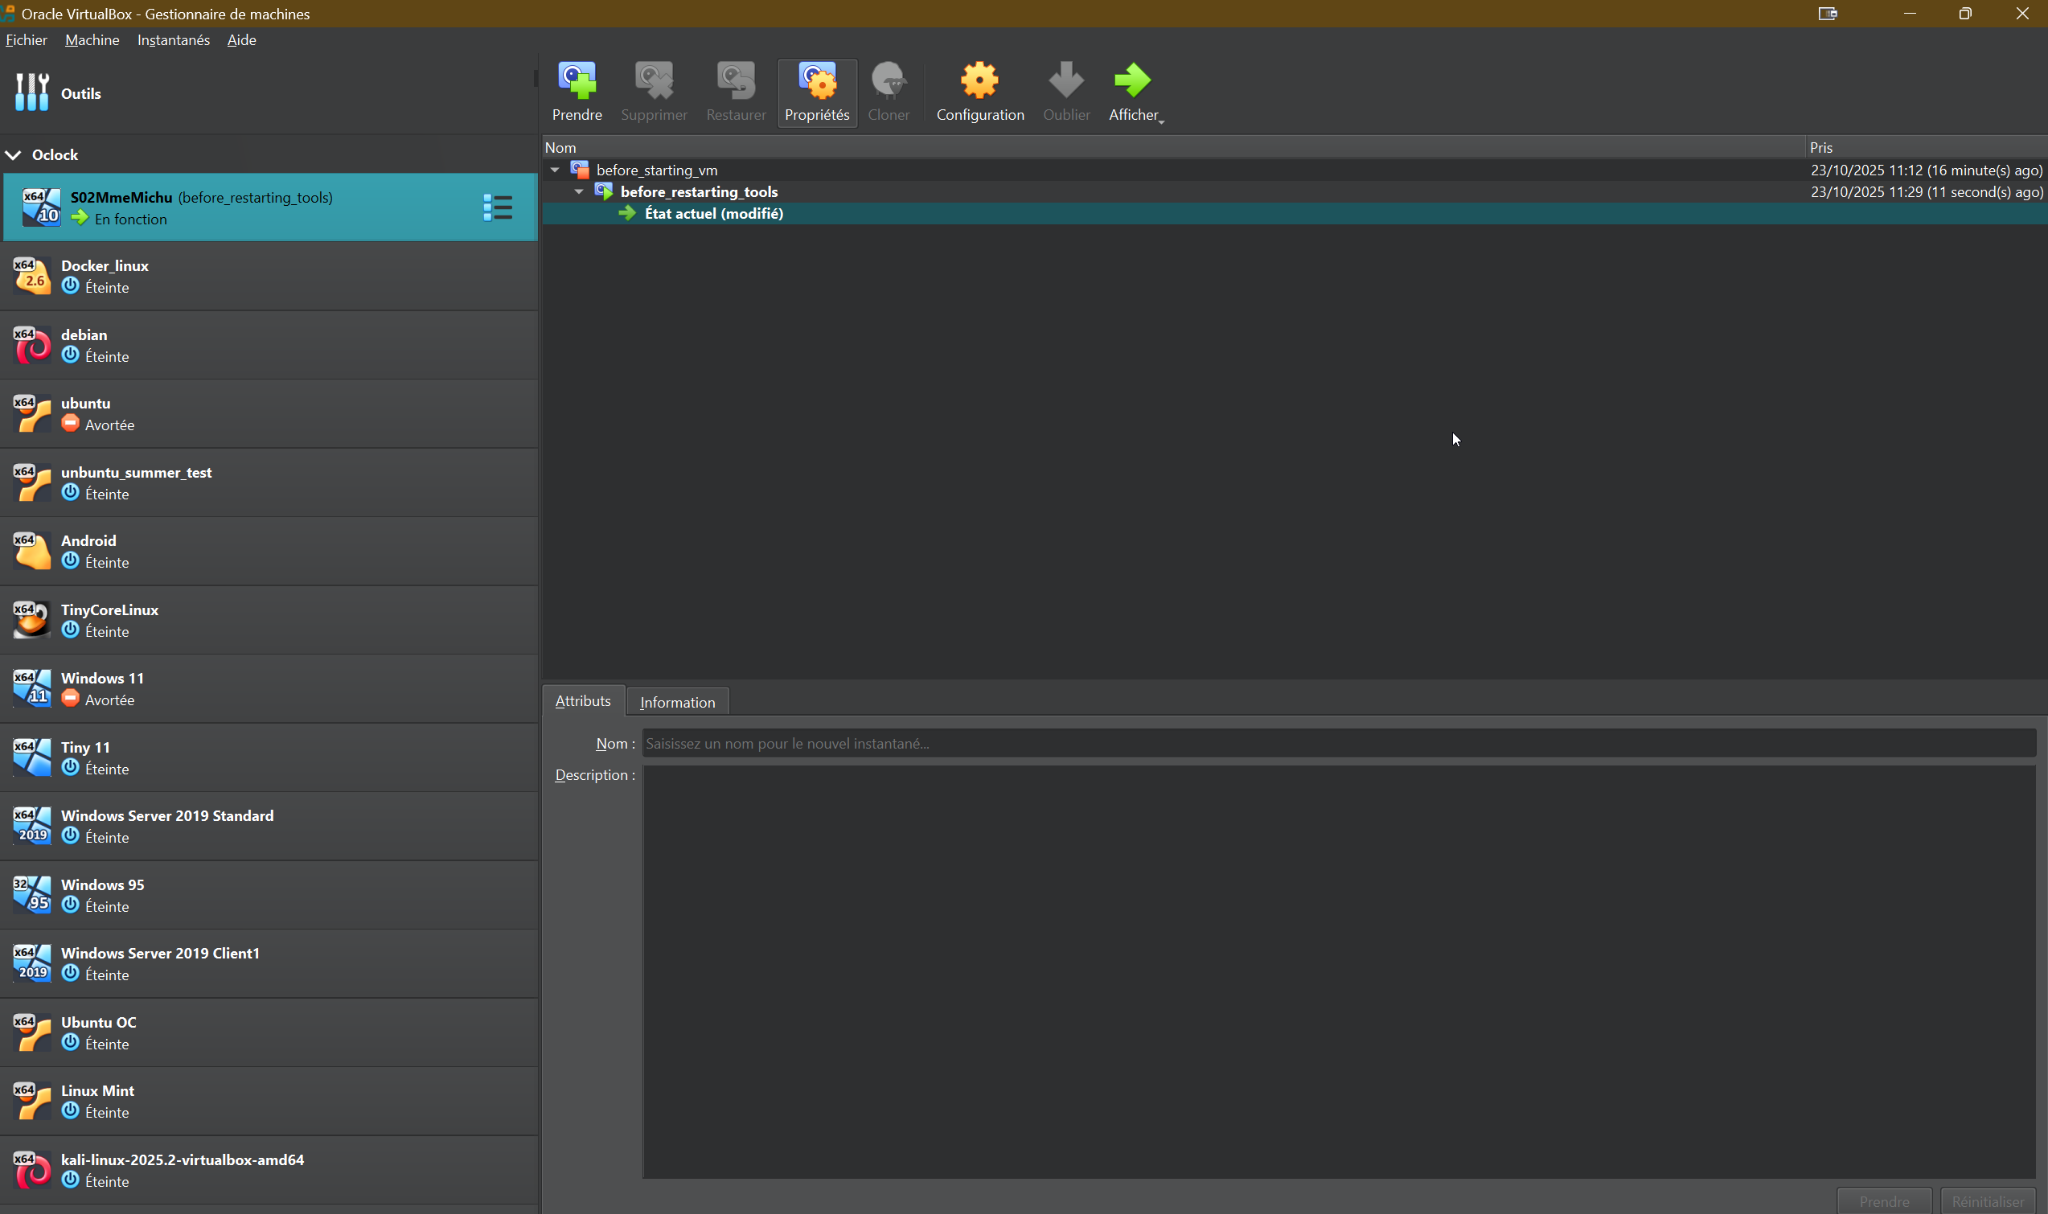 Oracle VirtualBox - Gestionnaire de machines
Fichier Machine Instantanés Aide
Outils
Prendre Supprimer Restaurer Propriétés Cloner Configuration Oublier Afficher
Oclock
x64 10 S02MmeMichu (before_restarting_tools)
En fonction
x64 2.6 Docker_linux
Éteinte
x64 debian
Éteinte
x64 ubuntu
Avortée
x64 unbuntu_summer_test
Éteinte
x64 Android
Éteinte
x64 TinyCoreLinux
Éteinte
x64 11 Windows 11
Avortée
x64 Tiny 11
Éteinte
x64 2019 Windows Server 2019 Standard
Éteinte
32 95 Windows 95
Éteinte
x64 2019 Windows Server 2019 Client1
Éteinte
x64 Ubuntu OC
Éteinte
x64 Linux Mint
Éteinte
x64 kali-linux-2025.2-virtualbox-amd64
Éteinte
Nom Pris
before_starting_vm 23/10/2025 11:12 (16 minute(s) ago)
before_restarting_tools 23/10/2025 11:29 (11 second(s) ago)
État actuel (modifié)
Attributs Information
Nom : Saisissez un nom pour le nouvel instantané...
Description :
Prendre Réinitialiser